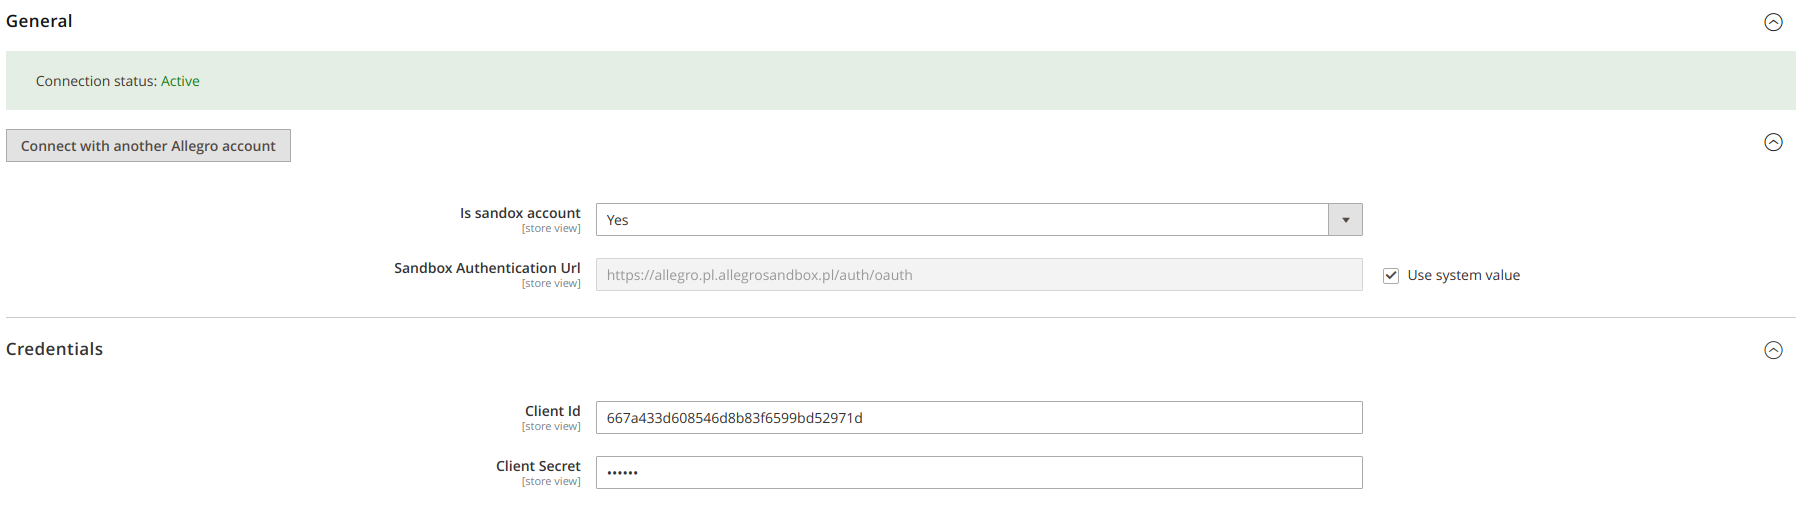 General
Connection status: Active
Connect with another Allegro account
Is sandox account
[store view]
Yes
Sandbox Authentication Url
[store view]
https://allegro.pl.allegrosandbox.pl/auth/oauth
Use system value
Credentials
Client Id
[store view]
667a433d608546d8b83f6599bd52971d
Client Secret
[store view]
••••••